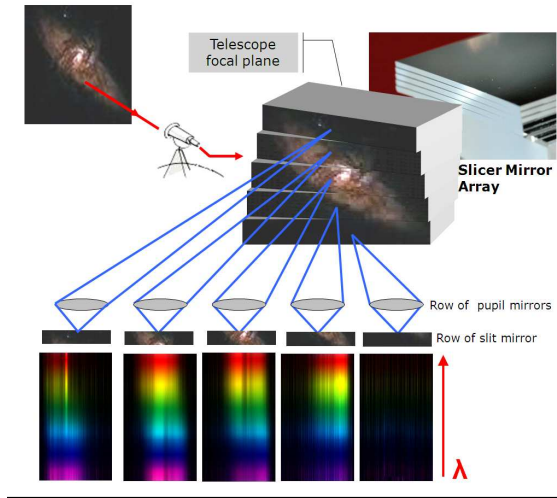 Telescope
focal plane
Slicer Mirror
Array
Row of pupil mirrors
Row of slit mirror
λ